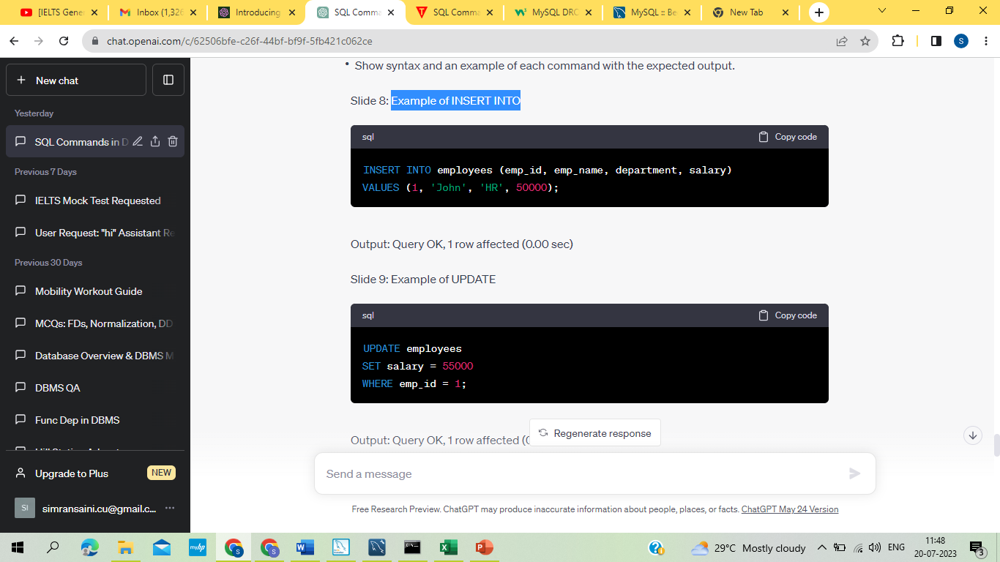 [IELTS Gener
Inbox (1,326
Introducing
SQL Comma
SQL Comma
MySQL DRO
MySQL :: Be
New Tab
chat.openai.com/c/62506bfe-c26f-44bf-bf9f-5fb421c062ce
S
New chat
Yesterday
SQL Commands in D
Previous 7 Days
IELTS Mock Test Requested
User Request: "hi" Assistant Re
Previous 30 Days
Mobility Workout Guide
MCQs: FDs, Normalization, DD
Database Overview & DBMS M
DBMS QA
Func Dep in DBMS
Upgrade to Plus NEW
SI simransaini.cu@gmail.c...
• Show syntax and an example of each command with the expected output.
Slide 8: Example of INSERT INTO
sql Copy code
INSERT INTO employees (emp_id, emp_name, department, salary)
VALUES (1, 'John', 'HR', 50000);
Output: Query OK, 1 row affected (0.00 sec)
Slide 9: Example of UPDATE
sql Copy code
UPDATE employees
SET salary = 55000
WHERE emp_id = 1;
Output: Query OK, 1 row affected (0
Regenerate response
Send a message
Free Research Preview. ChatGPT may produce inaccurate information about people, places, or facts. ChatGPT May 24 Version
29°C Mostly cloudy
ENG
11:48
20-07-2023
3